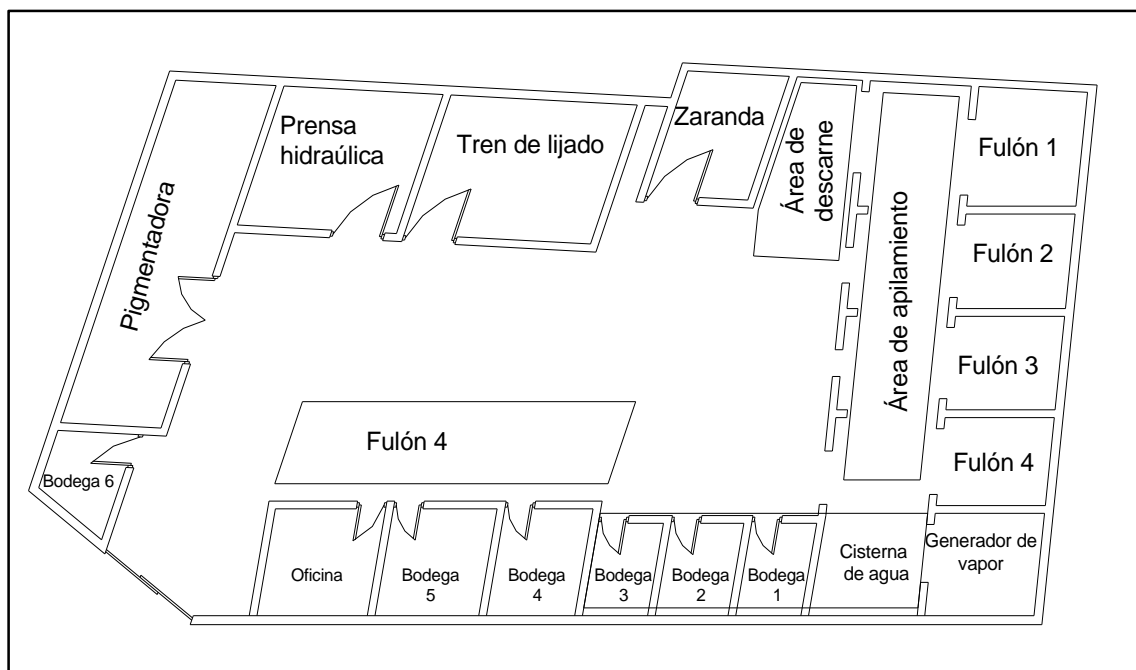 Prensa
hidraúlica
Tren de lijado
Zaranda
Área de
descarne
Fulón 1
Pigmentadora
Área de apilamiento
Fulón 2
Fulón 3
Fulón 4
Fulón 4
Bodega 6
Oficina
Bodega
5
Bodega
4
Bodega
3
Bodega
2
Bodega
1
Cisterna
de agua
Generador de
vapor